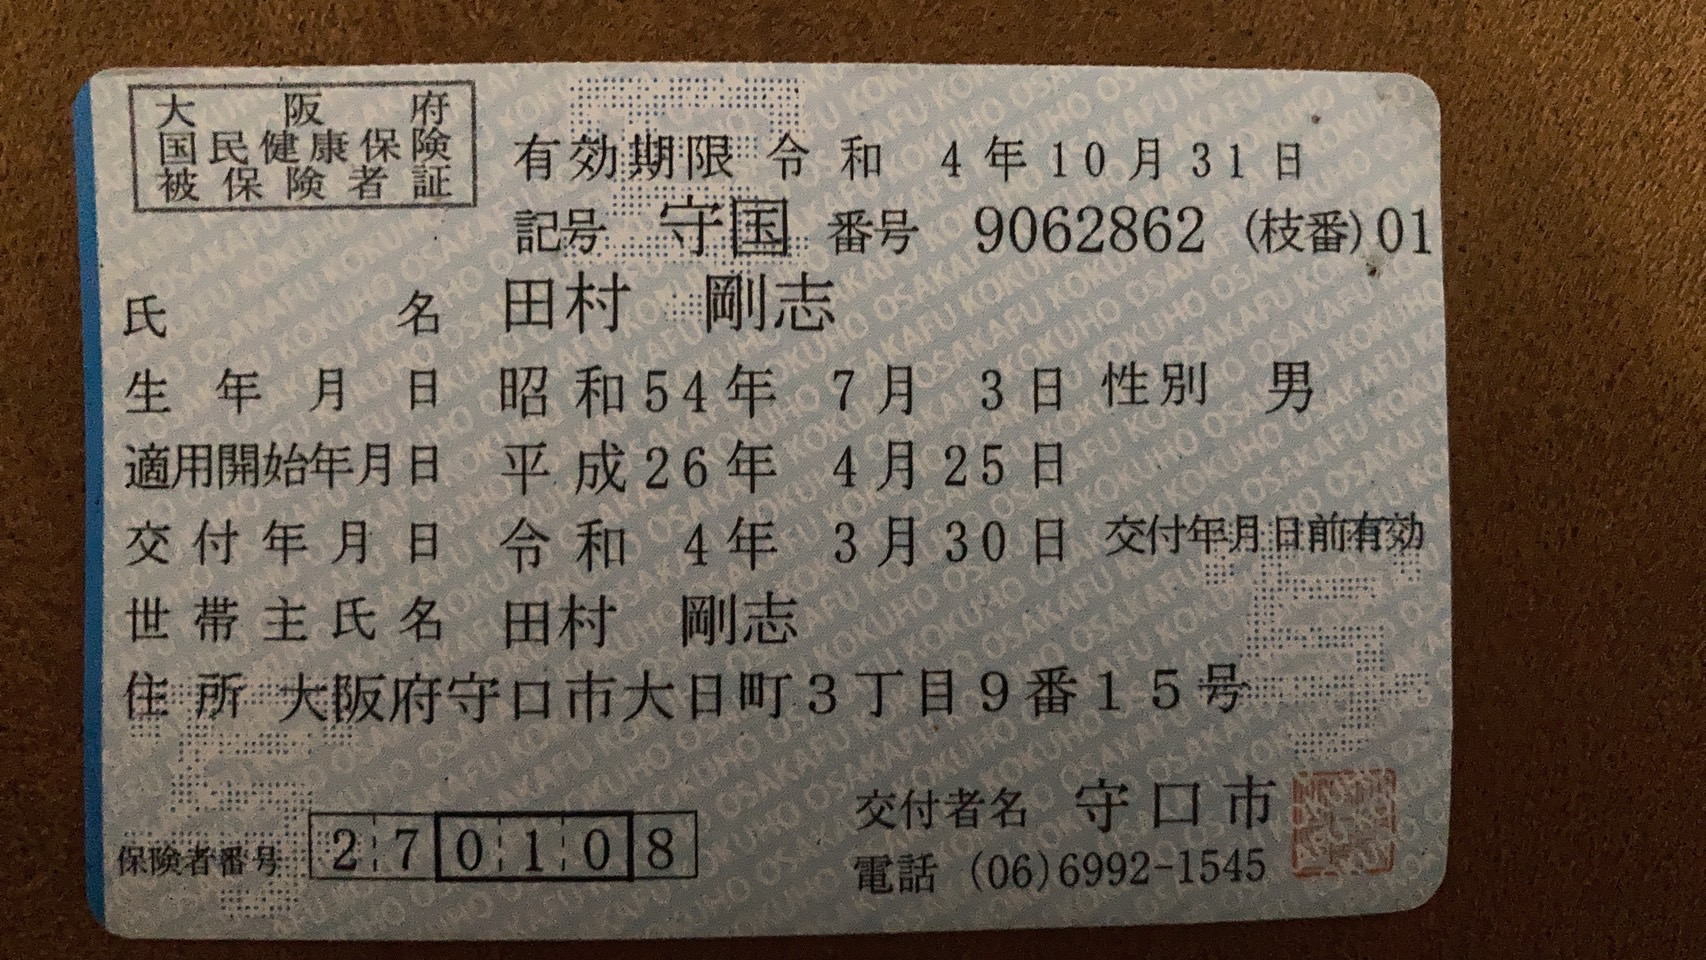 大阪府
国民健康保険
被保険者証
有効期限 令和 4年10月31日
記号 守国 番号 9062862 (枝番)01
氏名 田村 剛志
生年月日 昭和54年 7月 3日 性別 男
適用開始年月日 平成26年 4月25日
交付年月日 令和 4年 3月30日 交付年月日前有効
世帯主氏名 田村 剛志
住所 大阪府守口市大日町3丁目9番15号
交付者名 守口市
保険者番号 270108
電話 (06)6992-1545